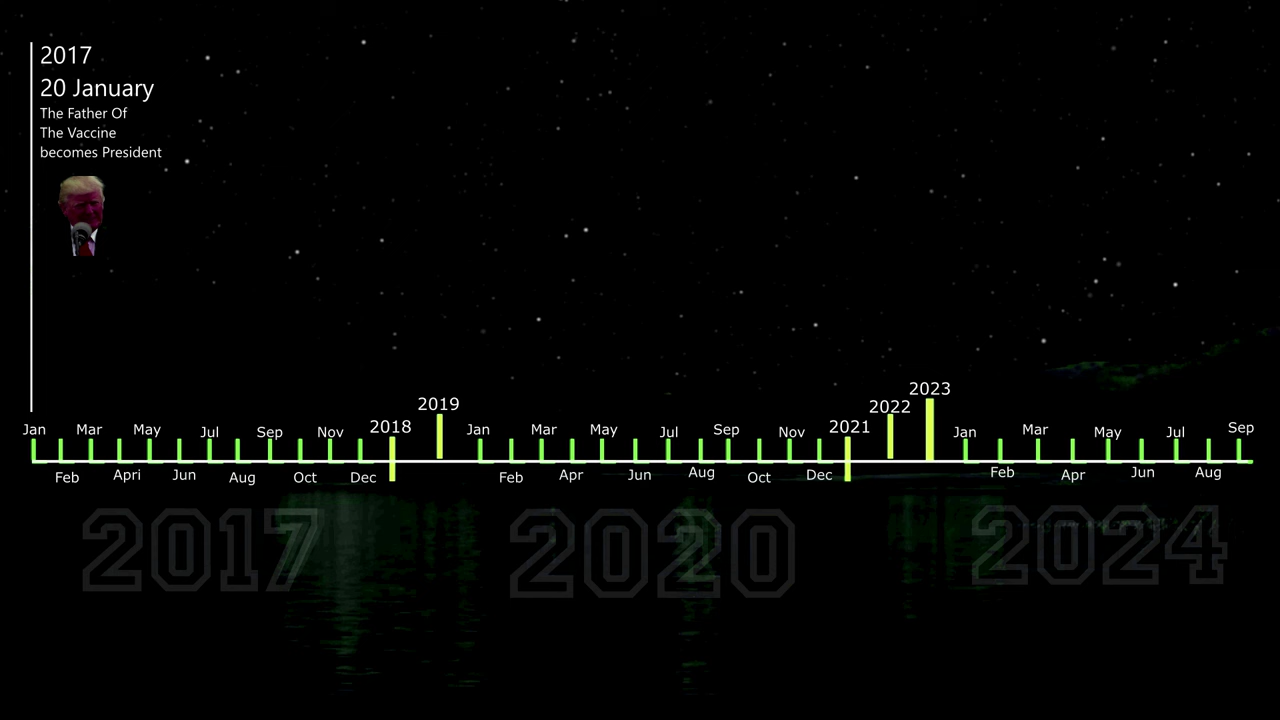 2017
20 January
The Father Of
The Vaccine
becomes President
2023
2019
2022
Jan Mar May Jul Sep Nov 2018 Jan Mar May Jul Sep Nov 2021 Jan Mar May Jul Sep
Feb Apri Jun Aug Oct Dec Feb Apr Jun Aug Oct Dec Feb Apr Jun Aug
2017 2020 2024